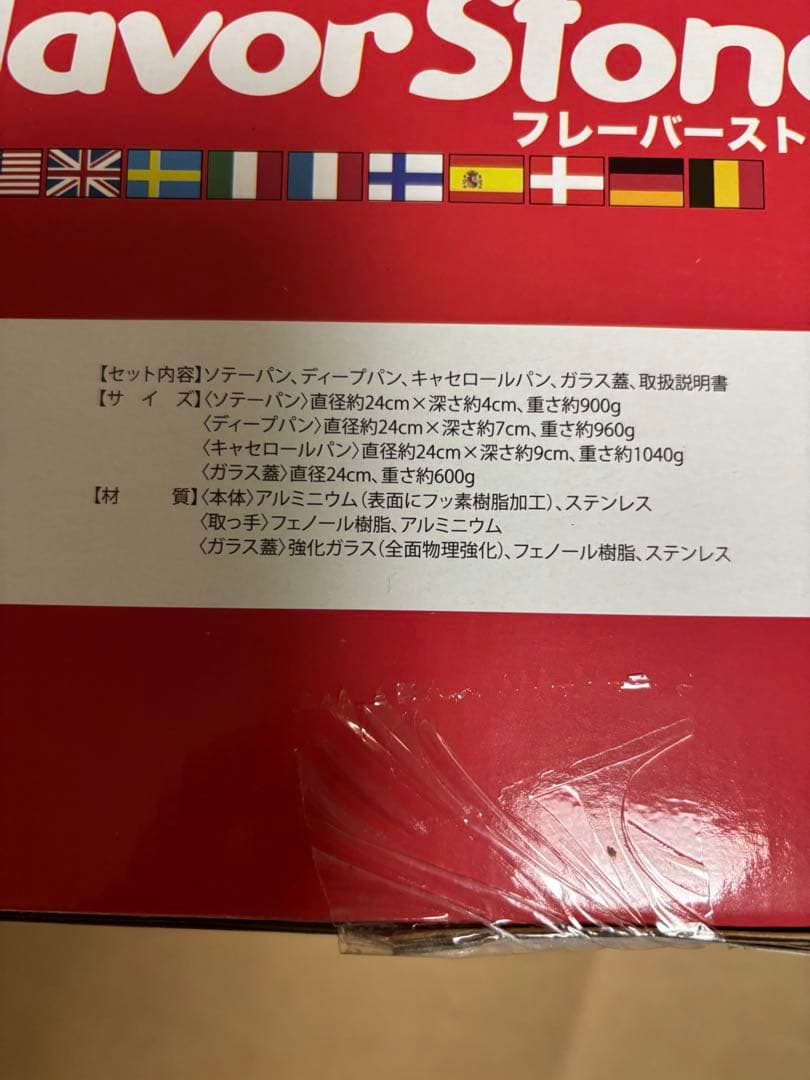 lavorStone
フレーバースト
【セット内容】ソテーパン、ディープパン、キャセロールパン、ガラス蓋、取扱説明書
【サイズ】〈ソテーパン〉直径約24cm×深さ約4cm、重さ約900g
〈ディープパン〉直径約24cm×深さ約7cm、重さ約960g
〈キャセロールパン〉直径約24cm×深さ約9cm、重さ約1040g
〈ガラス蓋〉直径24cm、重さ約600g
【材質】〈本体〉アルミニウム（表面にフッ素樹脂加工）、ステンレス
〈取っ手〉フェノール樹脂、アルミニウム
〈ガラス蓋〉強化ガラス（全面物理強化）、フェノール樹脂、ステンレス